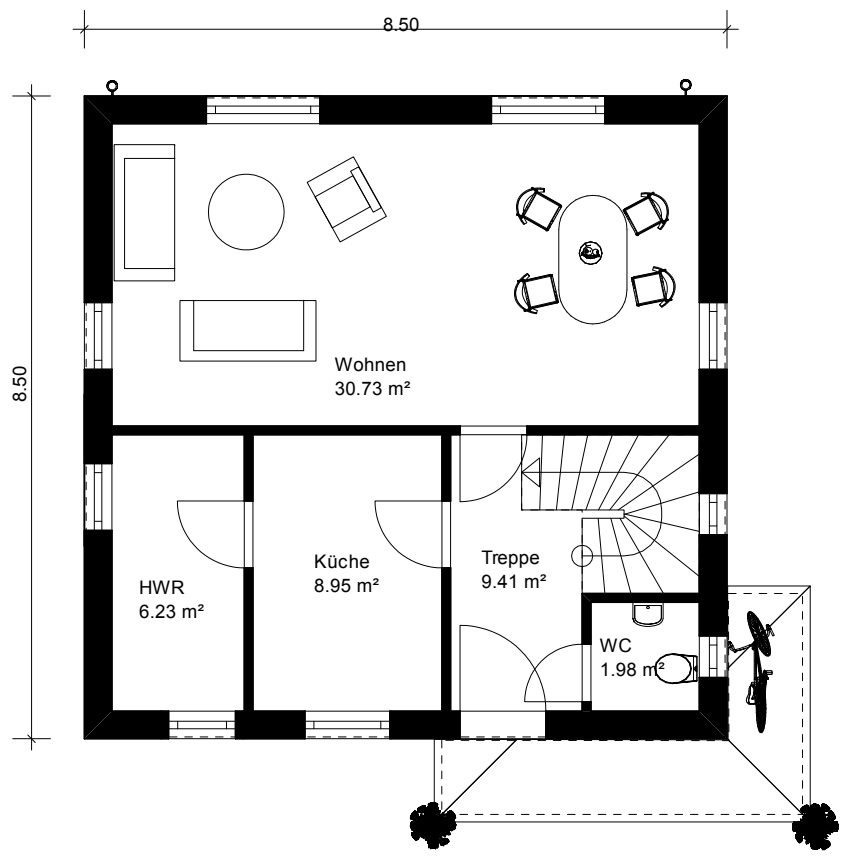 8.50
8.50
Wohnen
30.73 m²
Küche
8.95 m²
Treppe
9.41 m²
HWR
6.23 m²
WC
1.98 m²